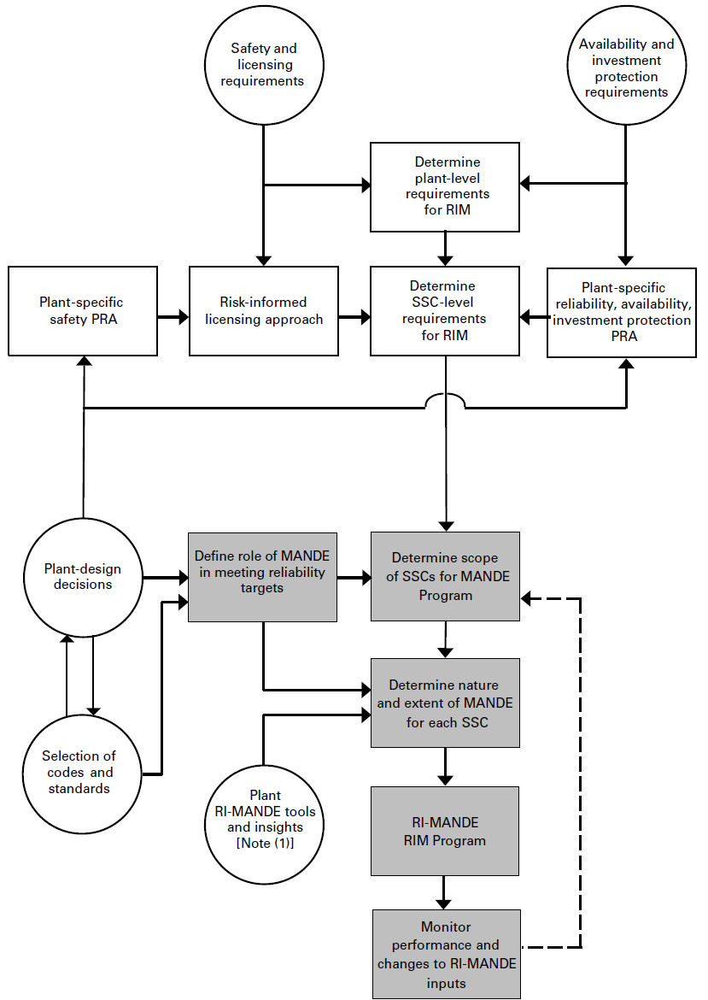 Safety and
licensing
requirements
Availability and
investment
protection
requirements
Determine
plant-level
requirements
for RIM
Plant-specific
safety PRA
Risk-informed
licensing approach
Determine
SSC-level
requirements
for RIM
Plant-specific
reliability, availability,
investment protection
PRA
Plant-design
decisions
Define role of MANDE
in meeting reliability
targets
Determine scope
of SSCs for MANDE
Program
Determine nature
and extent of MANDE
for each SSC
Selection of
codes and
standards
Plant
RI-MANDE tools
and insights
[Note (1)]
RI-MANDE
RIM Program
Monitor
performance and
changes to RI-MANDE
inputs